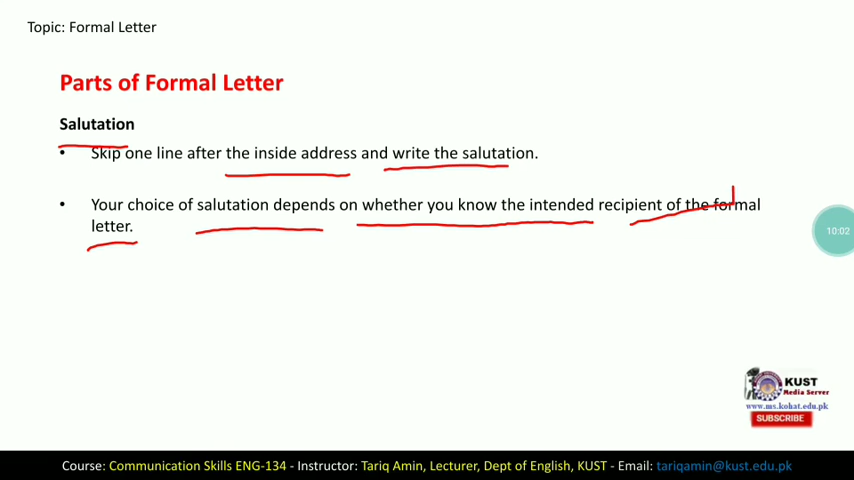 Topic: Formal Letter
Parts of Formal Letter
Salutation
• Skip one line after the inside address and write the salutation.
• Your choice of salutation depends on whether you know the intended recipient of the formal
letter.
10:02
KUST
Media Server
www.ms.kohat.edu.pk
SUBSCRIBE
Course: Communication Skills ENG-134 - Instructor: Tariq Amin, Lecturer, Dept of English, KUST - Email: tariqamin@kust.edu.pk